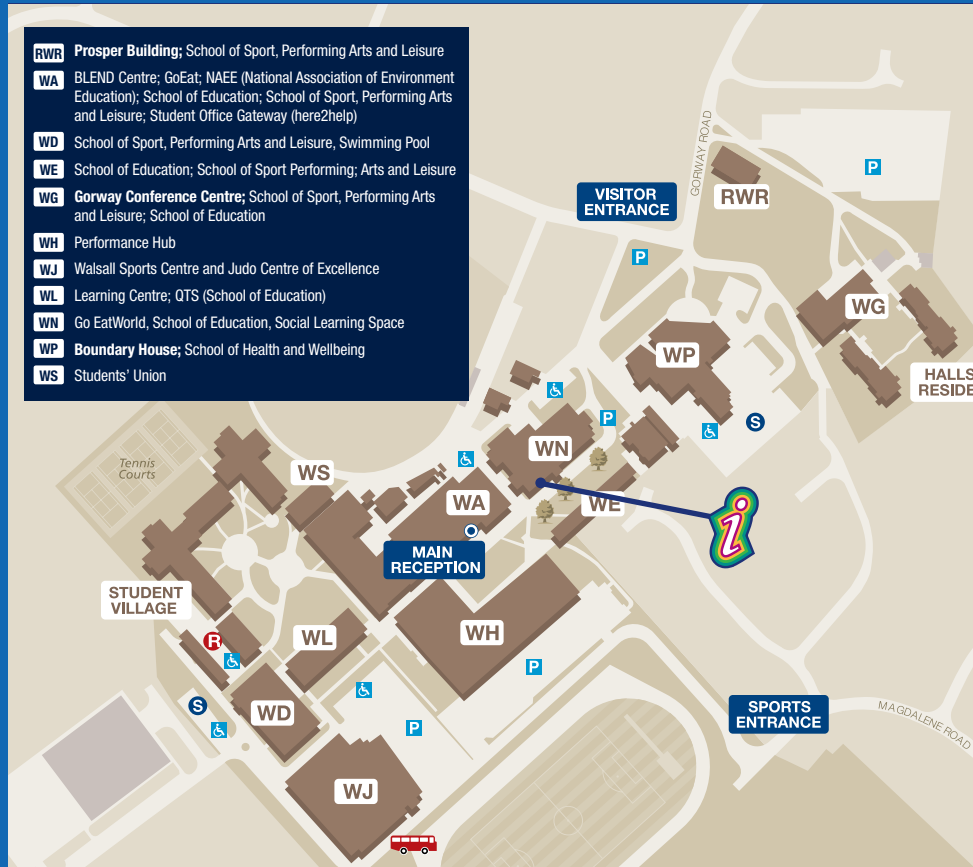 RWR Prosper Building; School of Sport, Performing Arts and Leisure
WA BLEND Centre; GoEat; NAEE (National Association of Environment
Education); School of Education; School of Sport, Performing Arts
and Leisure; Student Office Gateway (here2help)
WD School of Sport, Performing Arts and Leisure, Swimming Pool
WE School of Education; School of Sport Performing; Arts and Leisure
WG Gorway Conference Centre; School of Sport, Performing Arts
and Leisure; School of Education
WH Performance Hub
WJ Walsall Sports Centre and Judo Centre of Excellence
WL Learning Centre; QTS (School of Education)
WN Go EatWorld, School of Education, Social Learning Space
WP Boundary House; School of Health and Wellbeing
WS Students' Union
GORWAY ROAD
P
VISITOR
ENTRANCE
RWR
P
WG
WP
HALLS
RESIDE
P
S
WN
Tennis
Courts
WS
WA
WE
i
MAIN
RECEPTION
STUDENT
VILLAGE
R
WL
WH
P
S
WD
P
SPORTS
ENTRANCE
MAGDALENE ROAD
WJ